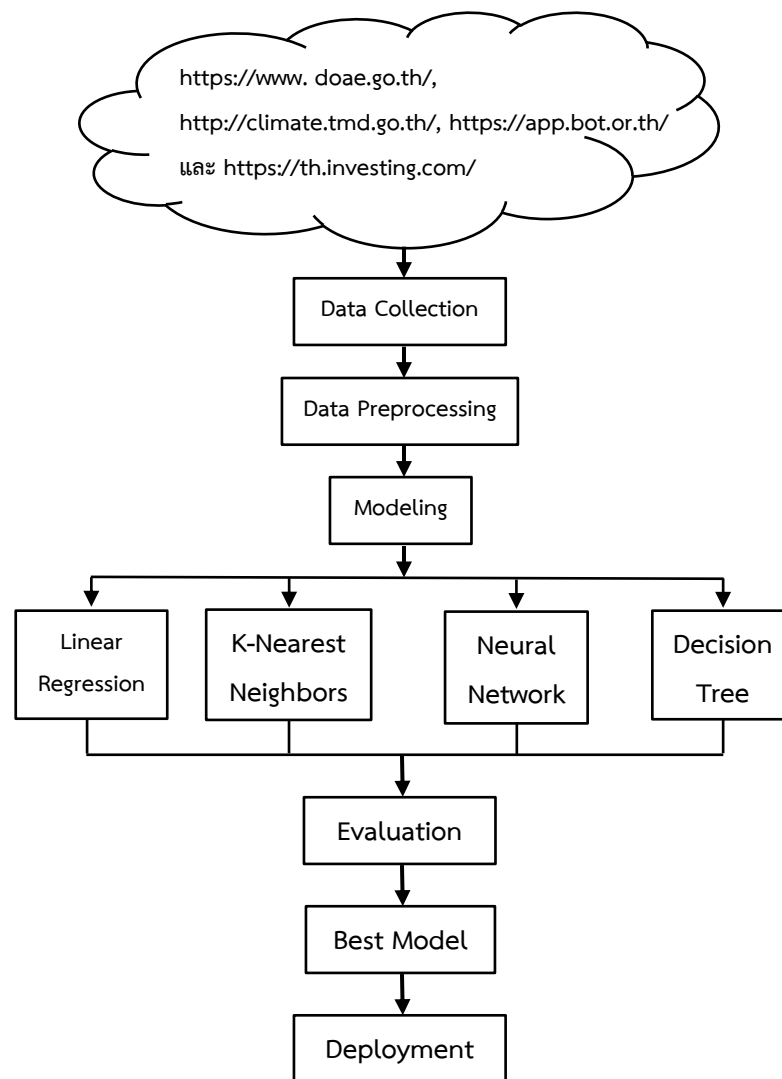 https://www. doae.go.th/,
http://climate.tmd.go.th/, https://app.bot.or.th/
และ https://th.investing.com/
Data Collection
Data Preprocessing
Modeling
Linear
Regression
K-Nearest
Neighbors
Neural
Network
Decision
Tree
Evaluation
Best Model
Deployment